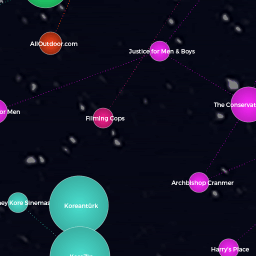 AllOutdoor.com
Justice for Men & Boys
The Conservat
or Men
Filming Cops
Archbishop Cranmer
ey Kore Sinemas
Koreantürk
Harry's Place